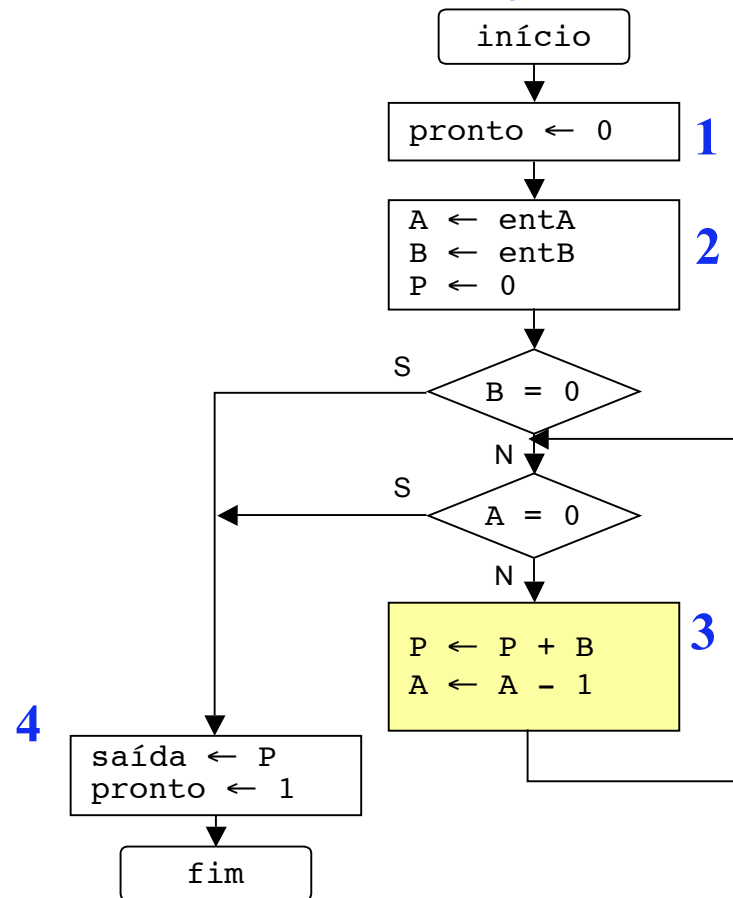 início
pronto ← 0
1
A ← entA
B ← entB
P ← 0
2
S
B = 0
N
S
A = 0
N
P ← P + B
A ← A - 1
3
4
saída ← P
pronto ← 1
fim